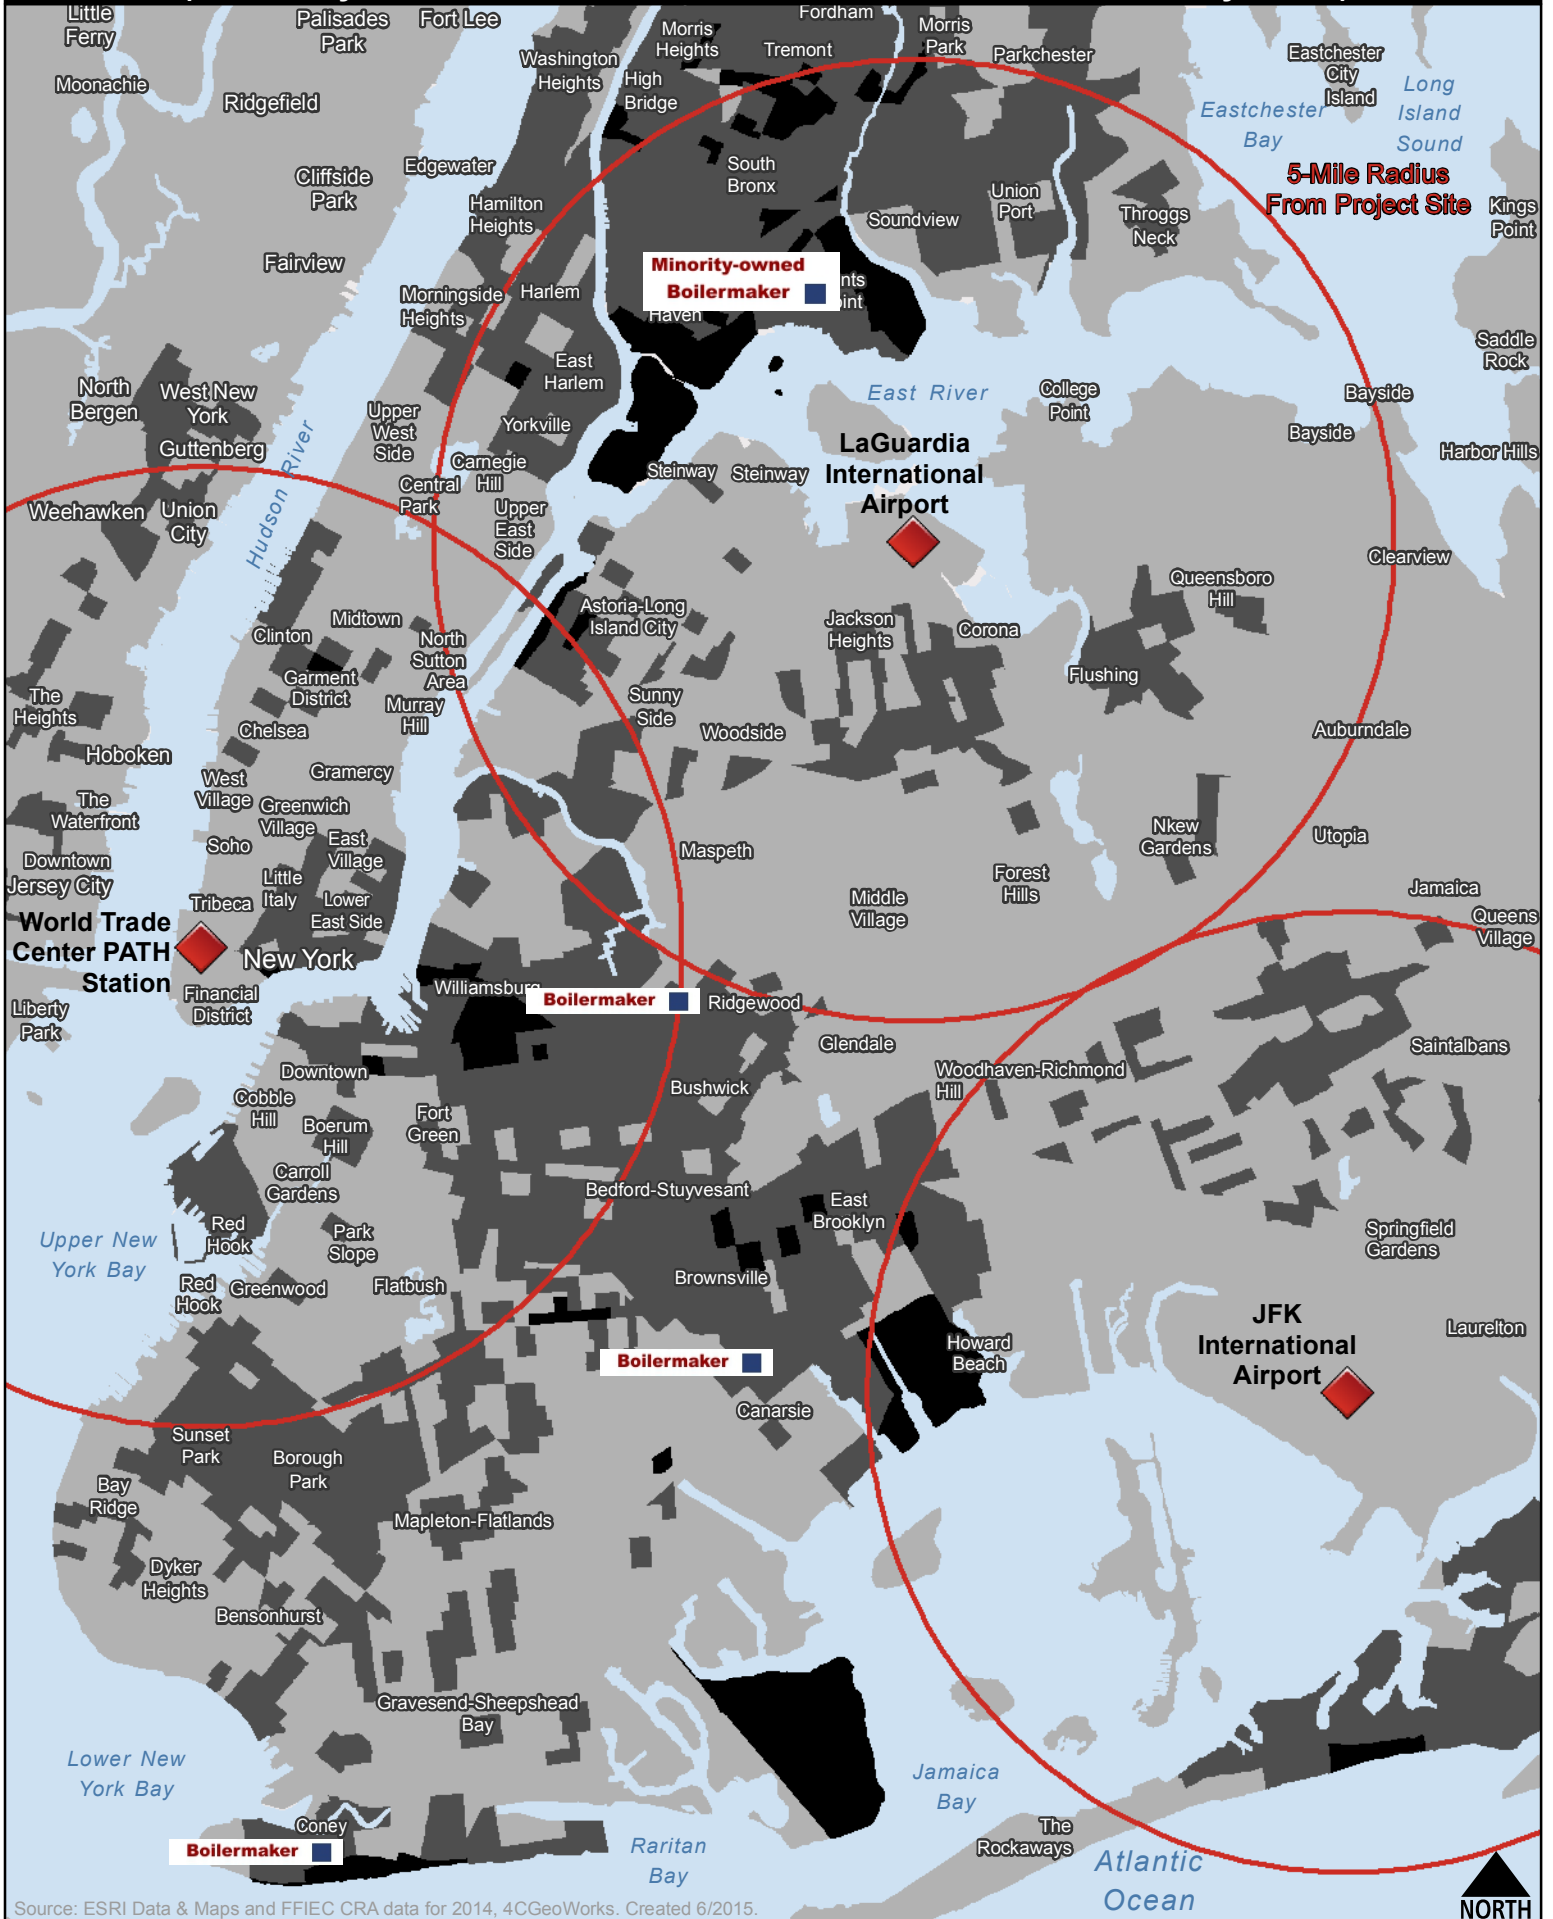 Little
Ferry
Palisades
Park
Fort Lee
Fordham
Morris
Heights
Tremont
Morris
Park
Parkchester
Eastchester
City
Island
Long
Island
Sound
Moonachie
Ridgefield
Washington
Heights
High
Bridge
Eastchester
Bay
5-Mile Radius
From Project Site
Kings
Point
Cliffside
Park
Edgewater
South
Bronx
Hamilton
Heights
Soundview
Union
Port
Throggs
Neck
Fairview
Minority-owned
Boilermaker
nts
oint
Haven
Morningside
Heights
Harlem
Saddle
Rock
East
Harlem
North
Bergen
West New
York
Guttenberg
Hudson River
Upper
West
Side
Yorkville
East River
College
Point
Bayside
Bayside
Harbor Hills
LaGuardia
International
Airport
Carnegie
Hill
Central
Park
Steinway
Steinway
Weehawken
Union
City
Upper
East
Side
Clearview
Queensboro
Hill
Midtown
Clinton
Astoria-Long
Island City
Jackson
Heights
Corona
North
Sutton
Area
Flushing
The
Heights
Garment
District
Murray
Hill
Sunny
Side
Woodside
Chelsea
Auburndale
Hoboken
West
Village
Gramercy
The
Waterfront
Greenwich
Village
Nkew
Gardens
Utopia
Soho
East
Village
Maspeth
Downtown
Jersey City
Little
Italy
Lower
East Side
Tribeca
Middle
Village
Forest
Hills
Jamaica
Queens
Village
World Trade
Center PATH
Station
New York
Financial
District
Liberty
Park
Williamsburg
Boilermaker
Ridgewood
Glendale
Saintalbans
Woodhaven-Richmond
Hill
Downtown
Bushwick
Cobble
Hill
Boerum
Hill
Fort
Green
Carroll
Gardens
Bedford-Stuyvesant
East
Brooklyn
Upper New
York Bay
Red
Hook
Park
Slope
Springfield
Gardens
Red
Hook
Greenwood
Flatbush
Brownsville
JFK
International
Airport
Laurelton
Howard
Beach
Boilermaker
Canarsie
Sunset
Park
Borough
Park
Bay
Ridge
Mapleton-Flatlands
Dyker
Heights
Bensonhurst
Gravesend-Sheepshead
Bay
Lower New
York Bay
Jamaica
Bay
Coney
Boilermaker
Raritan
Bay
The
Rockaways
Atlantic
Ocean
NORTH
Source: ESRI Data & Maps and FFIEC CRA data for 2014, 4CGeoWorks. Created 6/2015.